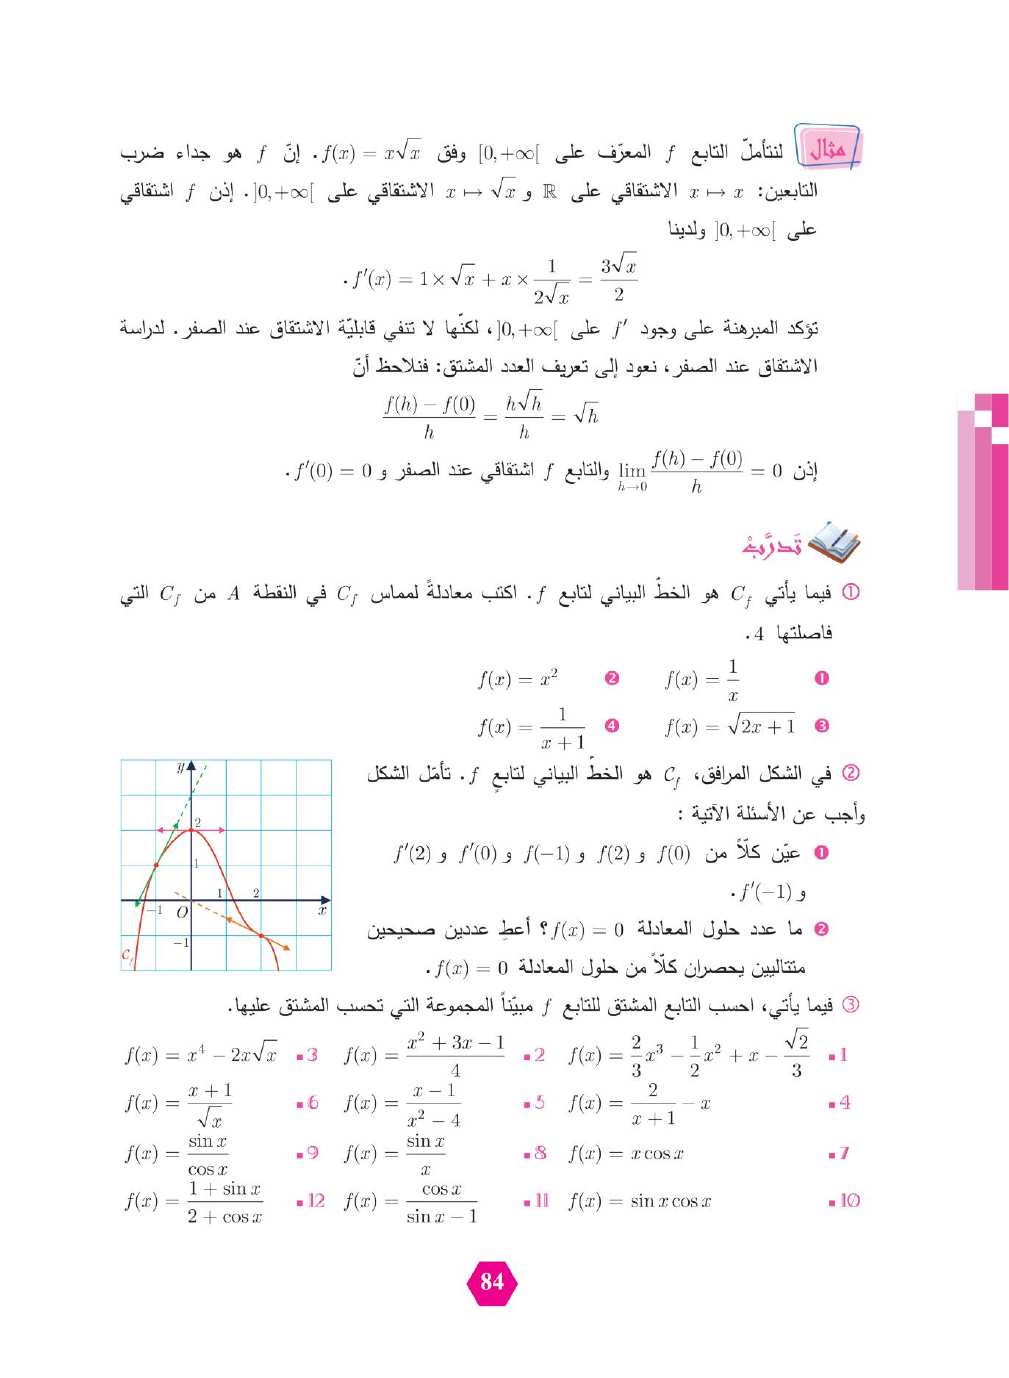 مثال لنتأملّ التابع f المعرّف على [0,+∞[ وفق f(x) = x√x . إنّ f هو جداء ضرب
التابعين: x ↦ x الاشتقاقي على ℝ و x ↦ √x الاشتقاقي على ]0,+∞[ . إذن f اشتقاقي
على ]0,+∞[ ولدينا
f′(x) = 1×√x + x × 1/(2√x) = 3√x/2 .
تؤكد المبرهنة على وجود f′ على ]0,+∞[ ، لكنّها لا تنفي قابليّة الاشتقاق عند الصفر. لدراسة
الاشتقاق عند الصفر، نعود إلى تعريف العدد المشتق: فنلاحظ أنّ
(f(h) − f(0))/h = h√h/h = √h
إذن lim h→0 (f(h) − f(0))/h = 0 والتابع f اشتقاقي عند الصفر و f′(0) = 0 .
تَدرَّبْ
① فيما يأتي C_f هو الخطّ البياني لتابع f . اكتب معادلةً لمماس C_f في النقطة A من C_f التي
فاصلتها 4 .
❶ f(x) = 1/x ❷ f(x) = x²
❸ f(x) = √(2x + 1) ❹ f(x) = 1/(x + 1)
② في الشكل المرافق، C_f هو الخطّ البياني لتابعٍ f . تأمّل الشكل
وأجب عن الأسئلة الآتية :
❶ عيّن كلّاً من f(0) و f(2) و f(−1) و f′(0) و f′(2)
و f′(−1) .
❷ ما عدد حلول المعادلة f(x) = 0 ؟ أعطِ عددين صحيحين
متتاليين يحصران كلّاً من حلول المعادلة f(x) = 0 .
y
2
1
−1 O 1 2 x
−1
C_f
③ فيما يأتي، احسب التابع المشتق للتابع f مبيّناً المجموعة التي تحسب المشتق عليها.
1. f(x) = 2/3 x³ − 1/2 x² + x − √2/3 2. f(x) = (x² + 3x − 1)/4 3. f(x) = x⁴ − 2x√x
4. f(x) = 2/(x + 1) − x 5. f(x) = (x − 1)/(x² − 4) 6. f(x) = (x + 1)/√x
7. f(x) = x cos x 8. f(x) = sin x/x 9. f(x) = sin x/cos x
10. f(x) = sin x cos x 11. f(x) = cos x/(sin x − 1) 12. f(x) = (1 + sin x)/(2 + cos x)
84